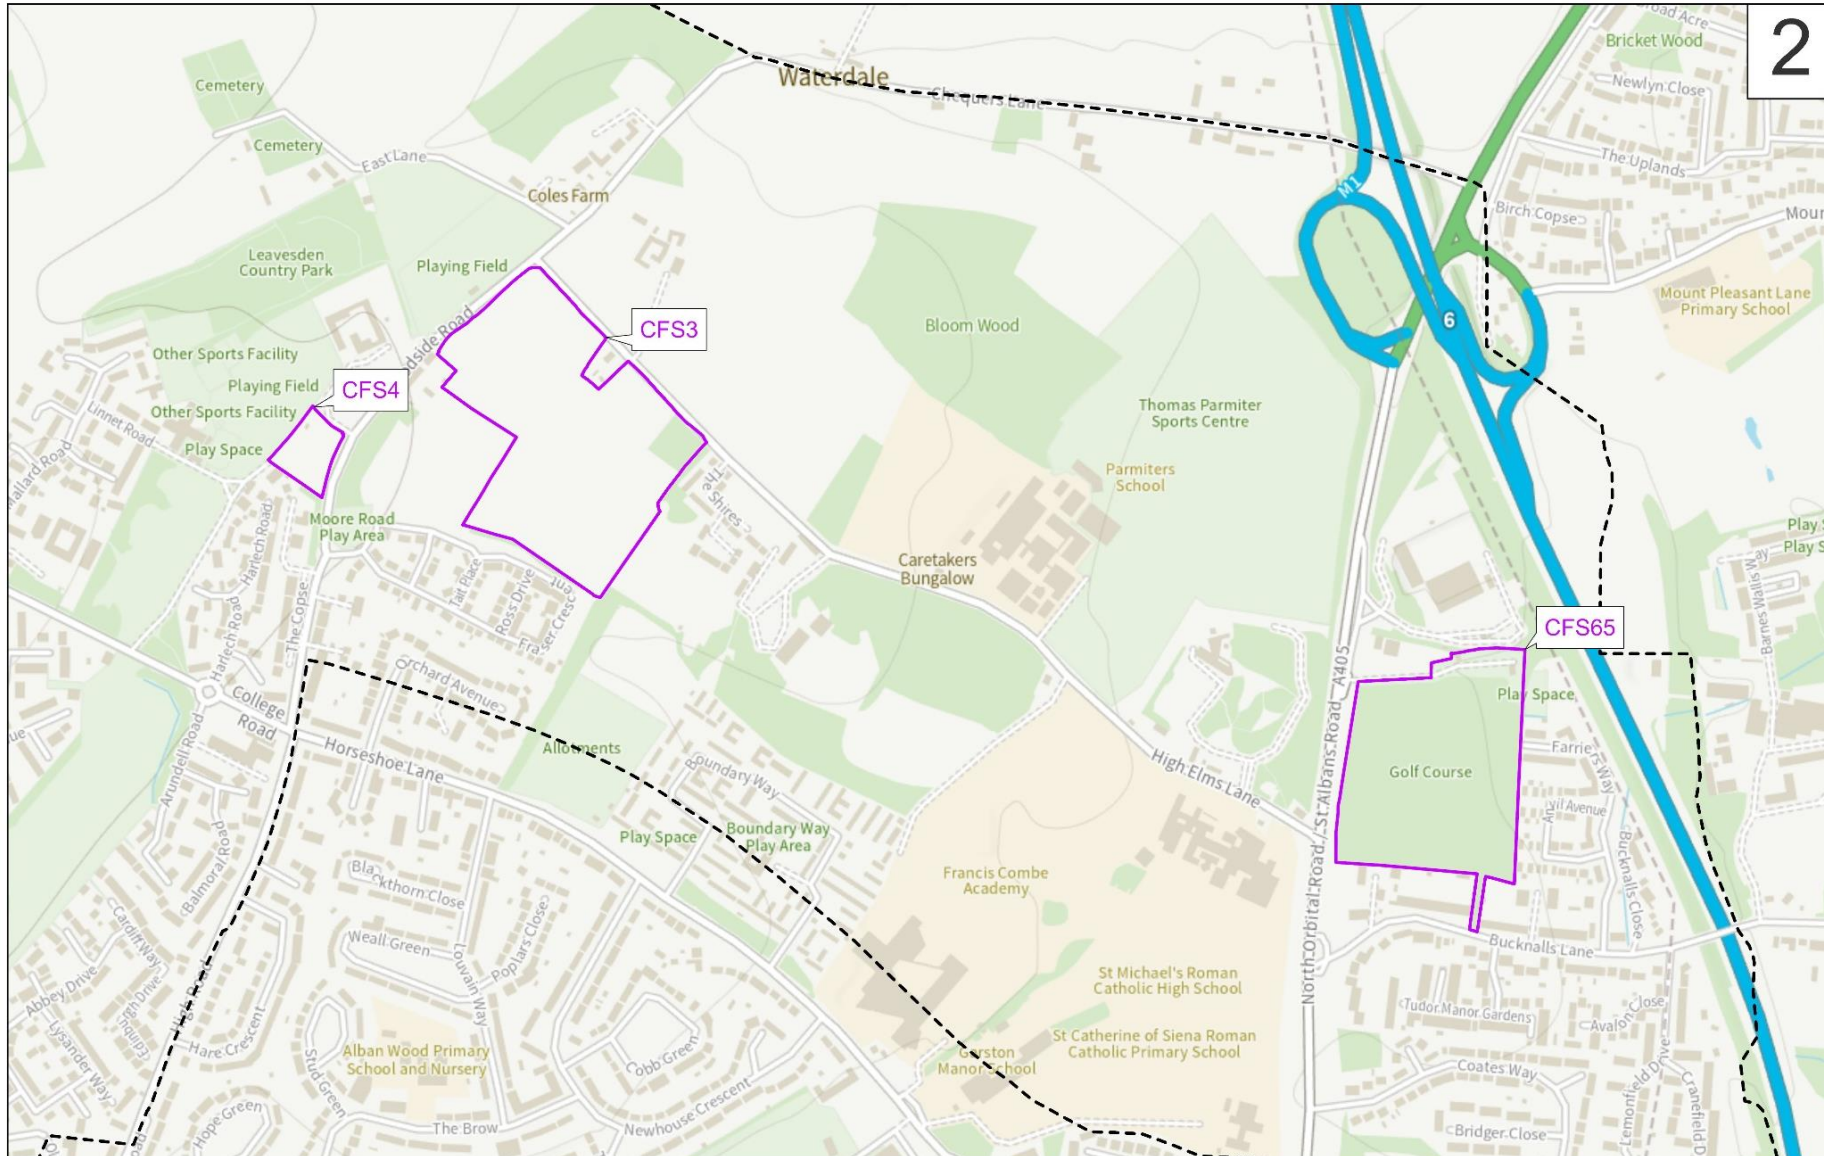 2
Waterdale
Chequers Lane
Broad Acre
Bricket Wood
Newlyn Close
The Uplands
Birch Copse
Mount Pleasant Lane
Primary School
Cemetery
Cemetery
East Lane
Coles Farm
Leavesden
Country Park
Playing Field
M1
6
CFS3
Bloom Wood
Other Sports Facility
Playing Field
Other Sports Facility
Play Space
CFS4
Linnet Road
Mallard Road
Thomas Parmiter
Sports Centre
Parmiters
School
The Shires
Moore Road
Play Area
Harlech Road
Harlech Road
The Copse
Tait Place
Ross Drive
Fraser Crescent
Caretakers
Bungalow
CFS65
Play Space
Barnes Wallis Way
Orchard Avenue
College
Road
Arundell Road
Horseshoe Lane
Allotments
Boundary Way
Play Space
Boundary Way
Play Area
High Elms Lane
North Orbital Road / St Albans Road A405
Golf Course
Farriers Way
Anvil Avenue
Bucknalls Close
Bucknalls Lane
Balmoral Road
Blackthorn Close
Weall Green
Louvain Way
Poplars Close
Cardiff Way
Abbey Drive
Lysander Way
High Road
Hare Crescent
Stud Green
Hope Green
Alban Wood Primary
School and Nursery
The Brow
Cobb Green
Newhouse Crescent
Francis Combe
Academy
St Michael's Roman
Catholic High School
St Catherine of Siena Roman
Catholic Primary School
Garston
Manor School
Tudor Manor Gardens
Avalon Close
Coates Way
Lemonfield Drive
Bridger Close